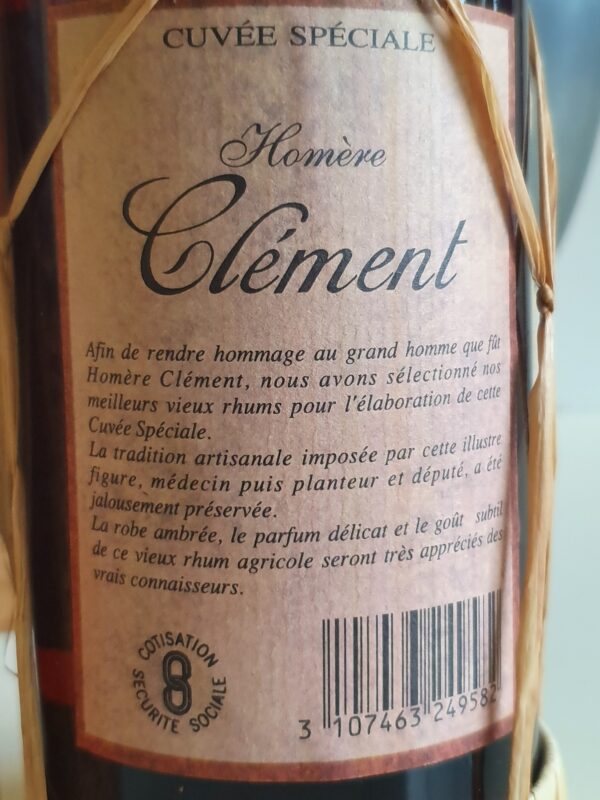 CUVÉE SPÉCIALE
Homère
Clément
Afin de rendre hommage au grand homme que fût
Homère Clément, nous avons sélectionné nos
meilleurs vieux rhums pour l'élaboration de cette
Cuvée Spéciale.
La tradition artisanale imposée par cette illustre
figure, médecin puis planteur et député, a été
jalousement préservée.
La robe ambrée, le parfum délicat et le goût subtil
de ce vieux rhum agricole seront très appréciés des
vrais connaisseurs.
COTISATION
SECURITE SOCIALE
3 107463 249582